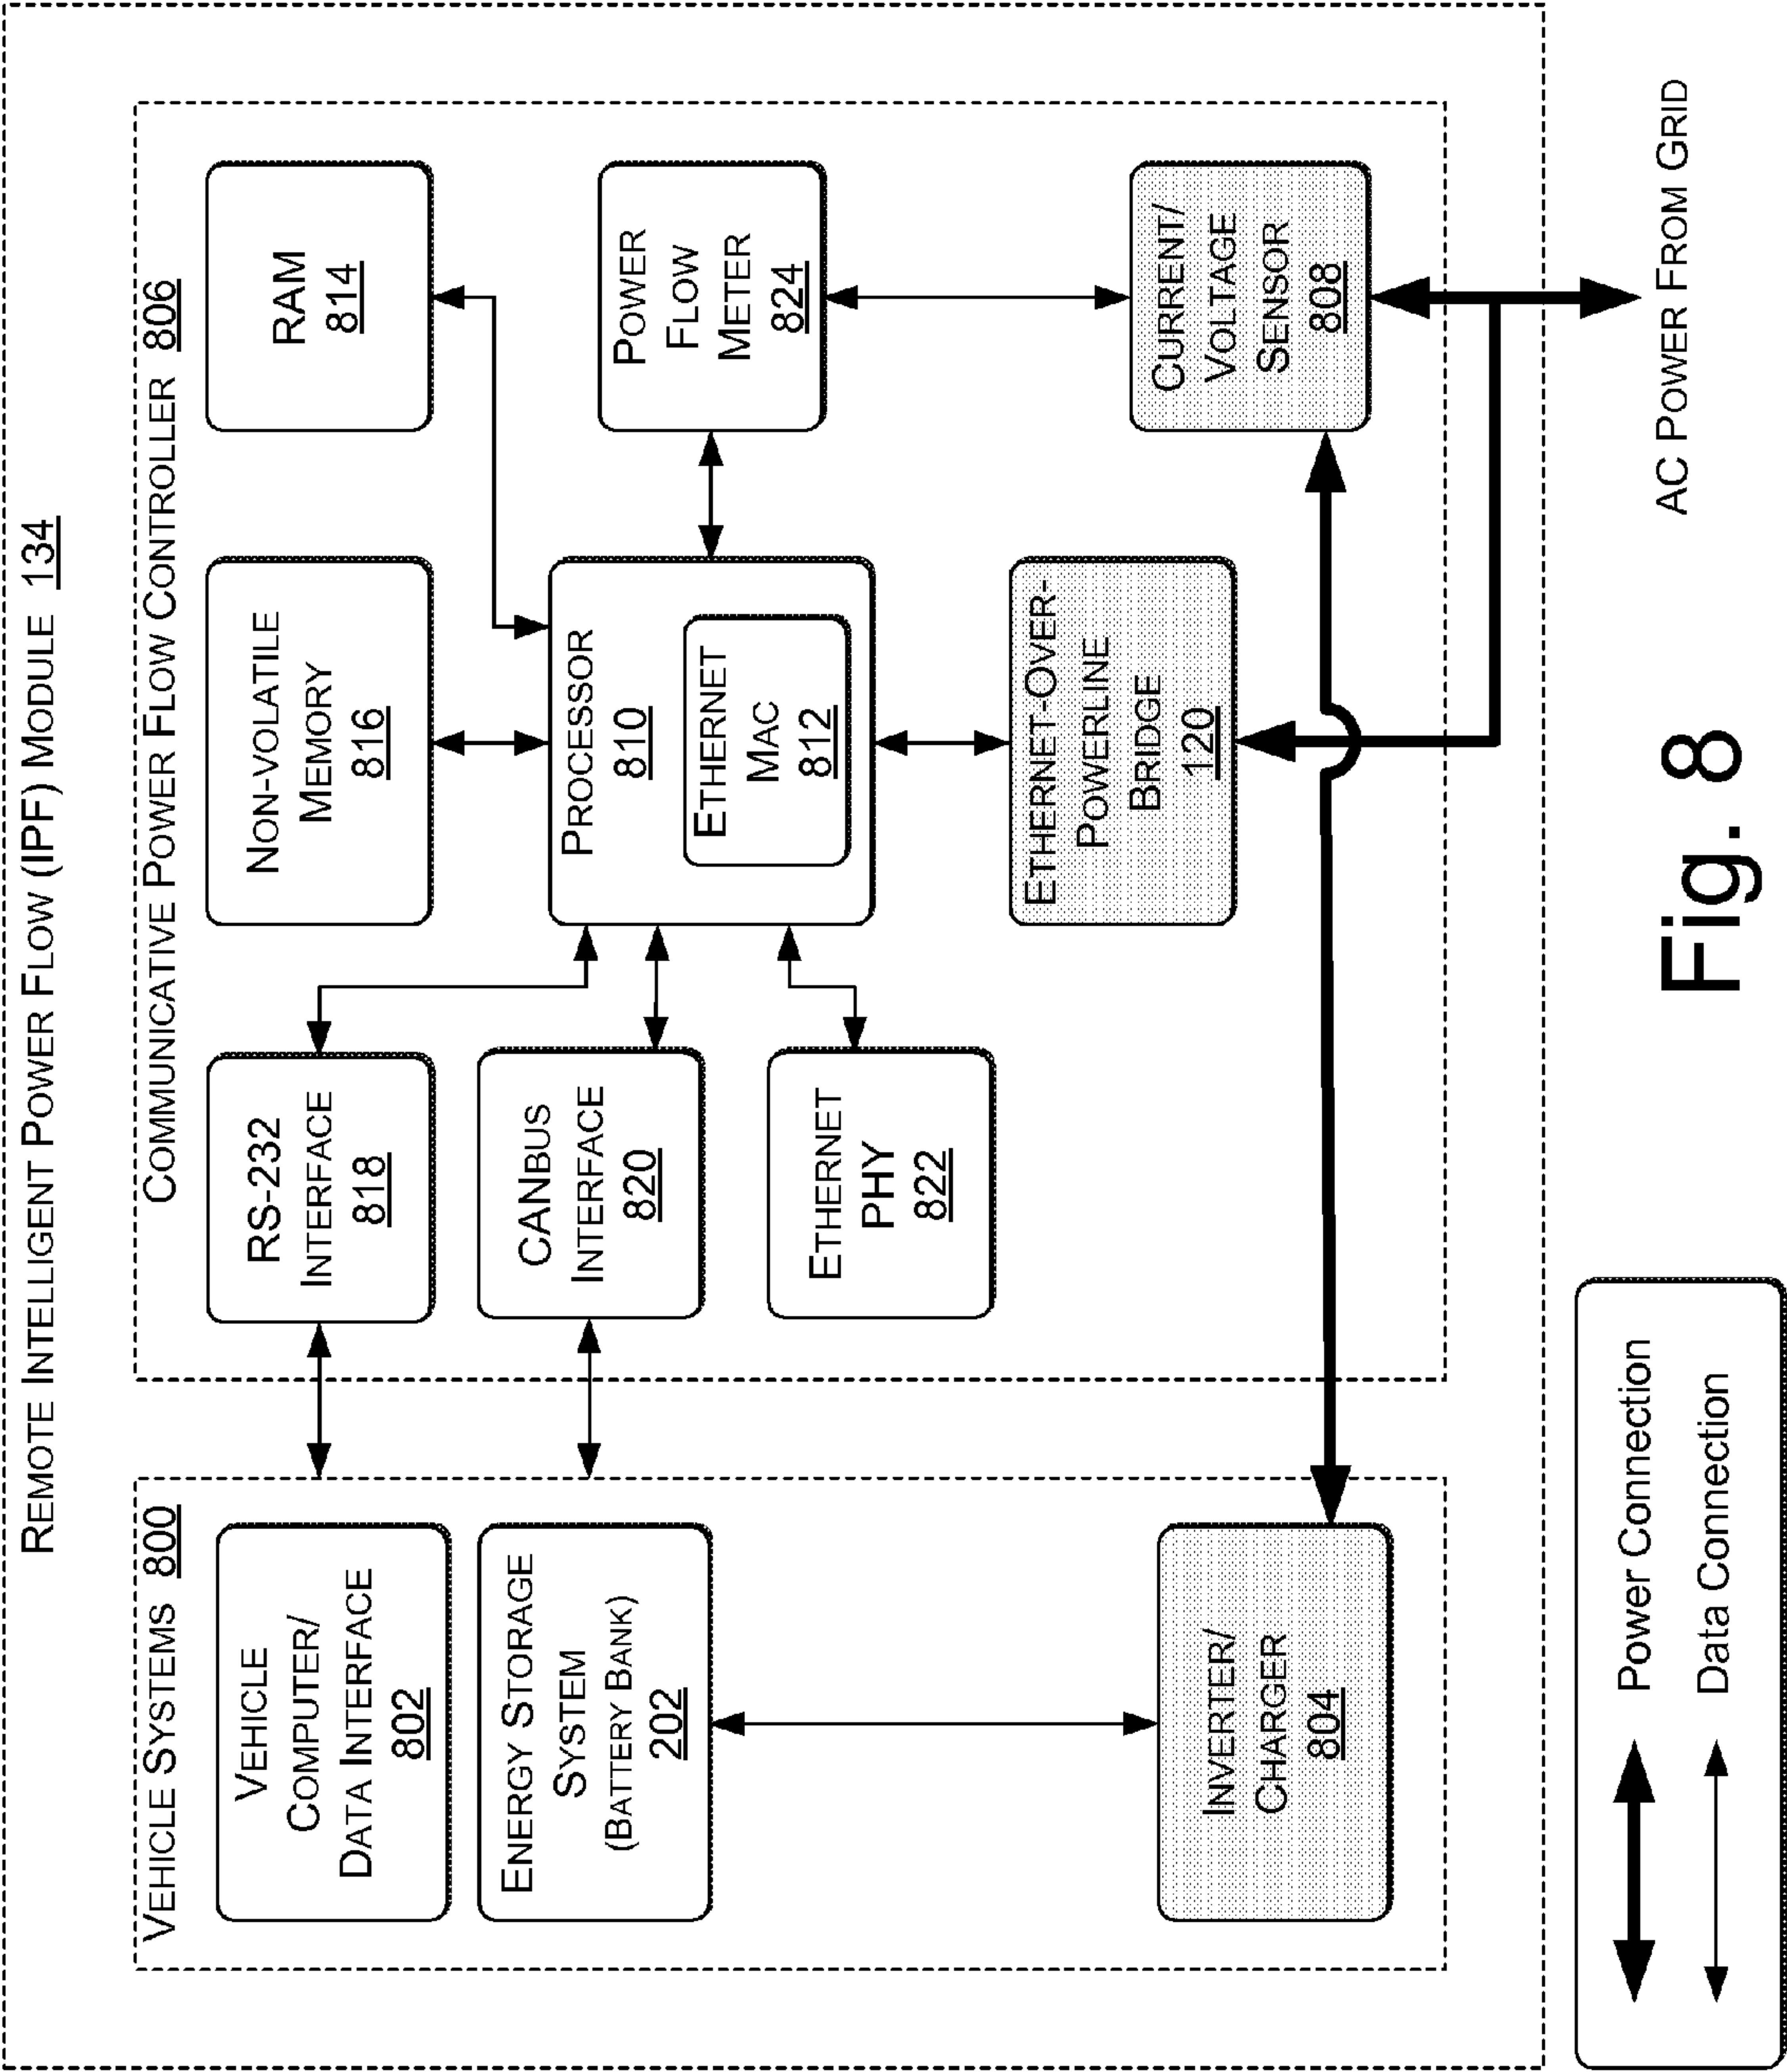 REMOTE INTELLIGENT POWER FLOW (IPF) MODULE 134
VEHICLE SYSTEMS 800
VEHICLE
COMPUTER/
DATA INTERFACE
802
ENERGY STORAGE
SYSTEM
(BATTERY BANK)
202
INVERTER/
CHARGER
804
COMMUNICATIVE POWER FLOW CONTROLLER 806
RS-232
INTERFACE
818
CANBUS
INTERFACE
820
ETHERNET
PHY
822
NON-VOLATILE
MEMORY
816
PROCESSOR
810
ETHERNET
MAC
812
ETHERNET-OVER-
POWERLINE
BRIDGE
120
RAM
814
POWER
FLOW
METER
824
CURRENT/
VOLTAGE
SENSOR
808
AC POWER FROM GRID
Power Connection
Data Connection
Fig. 8